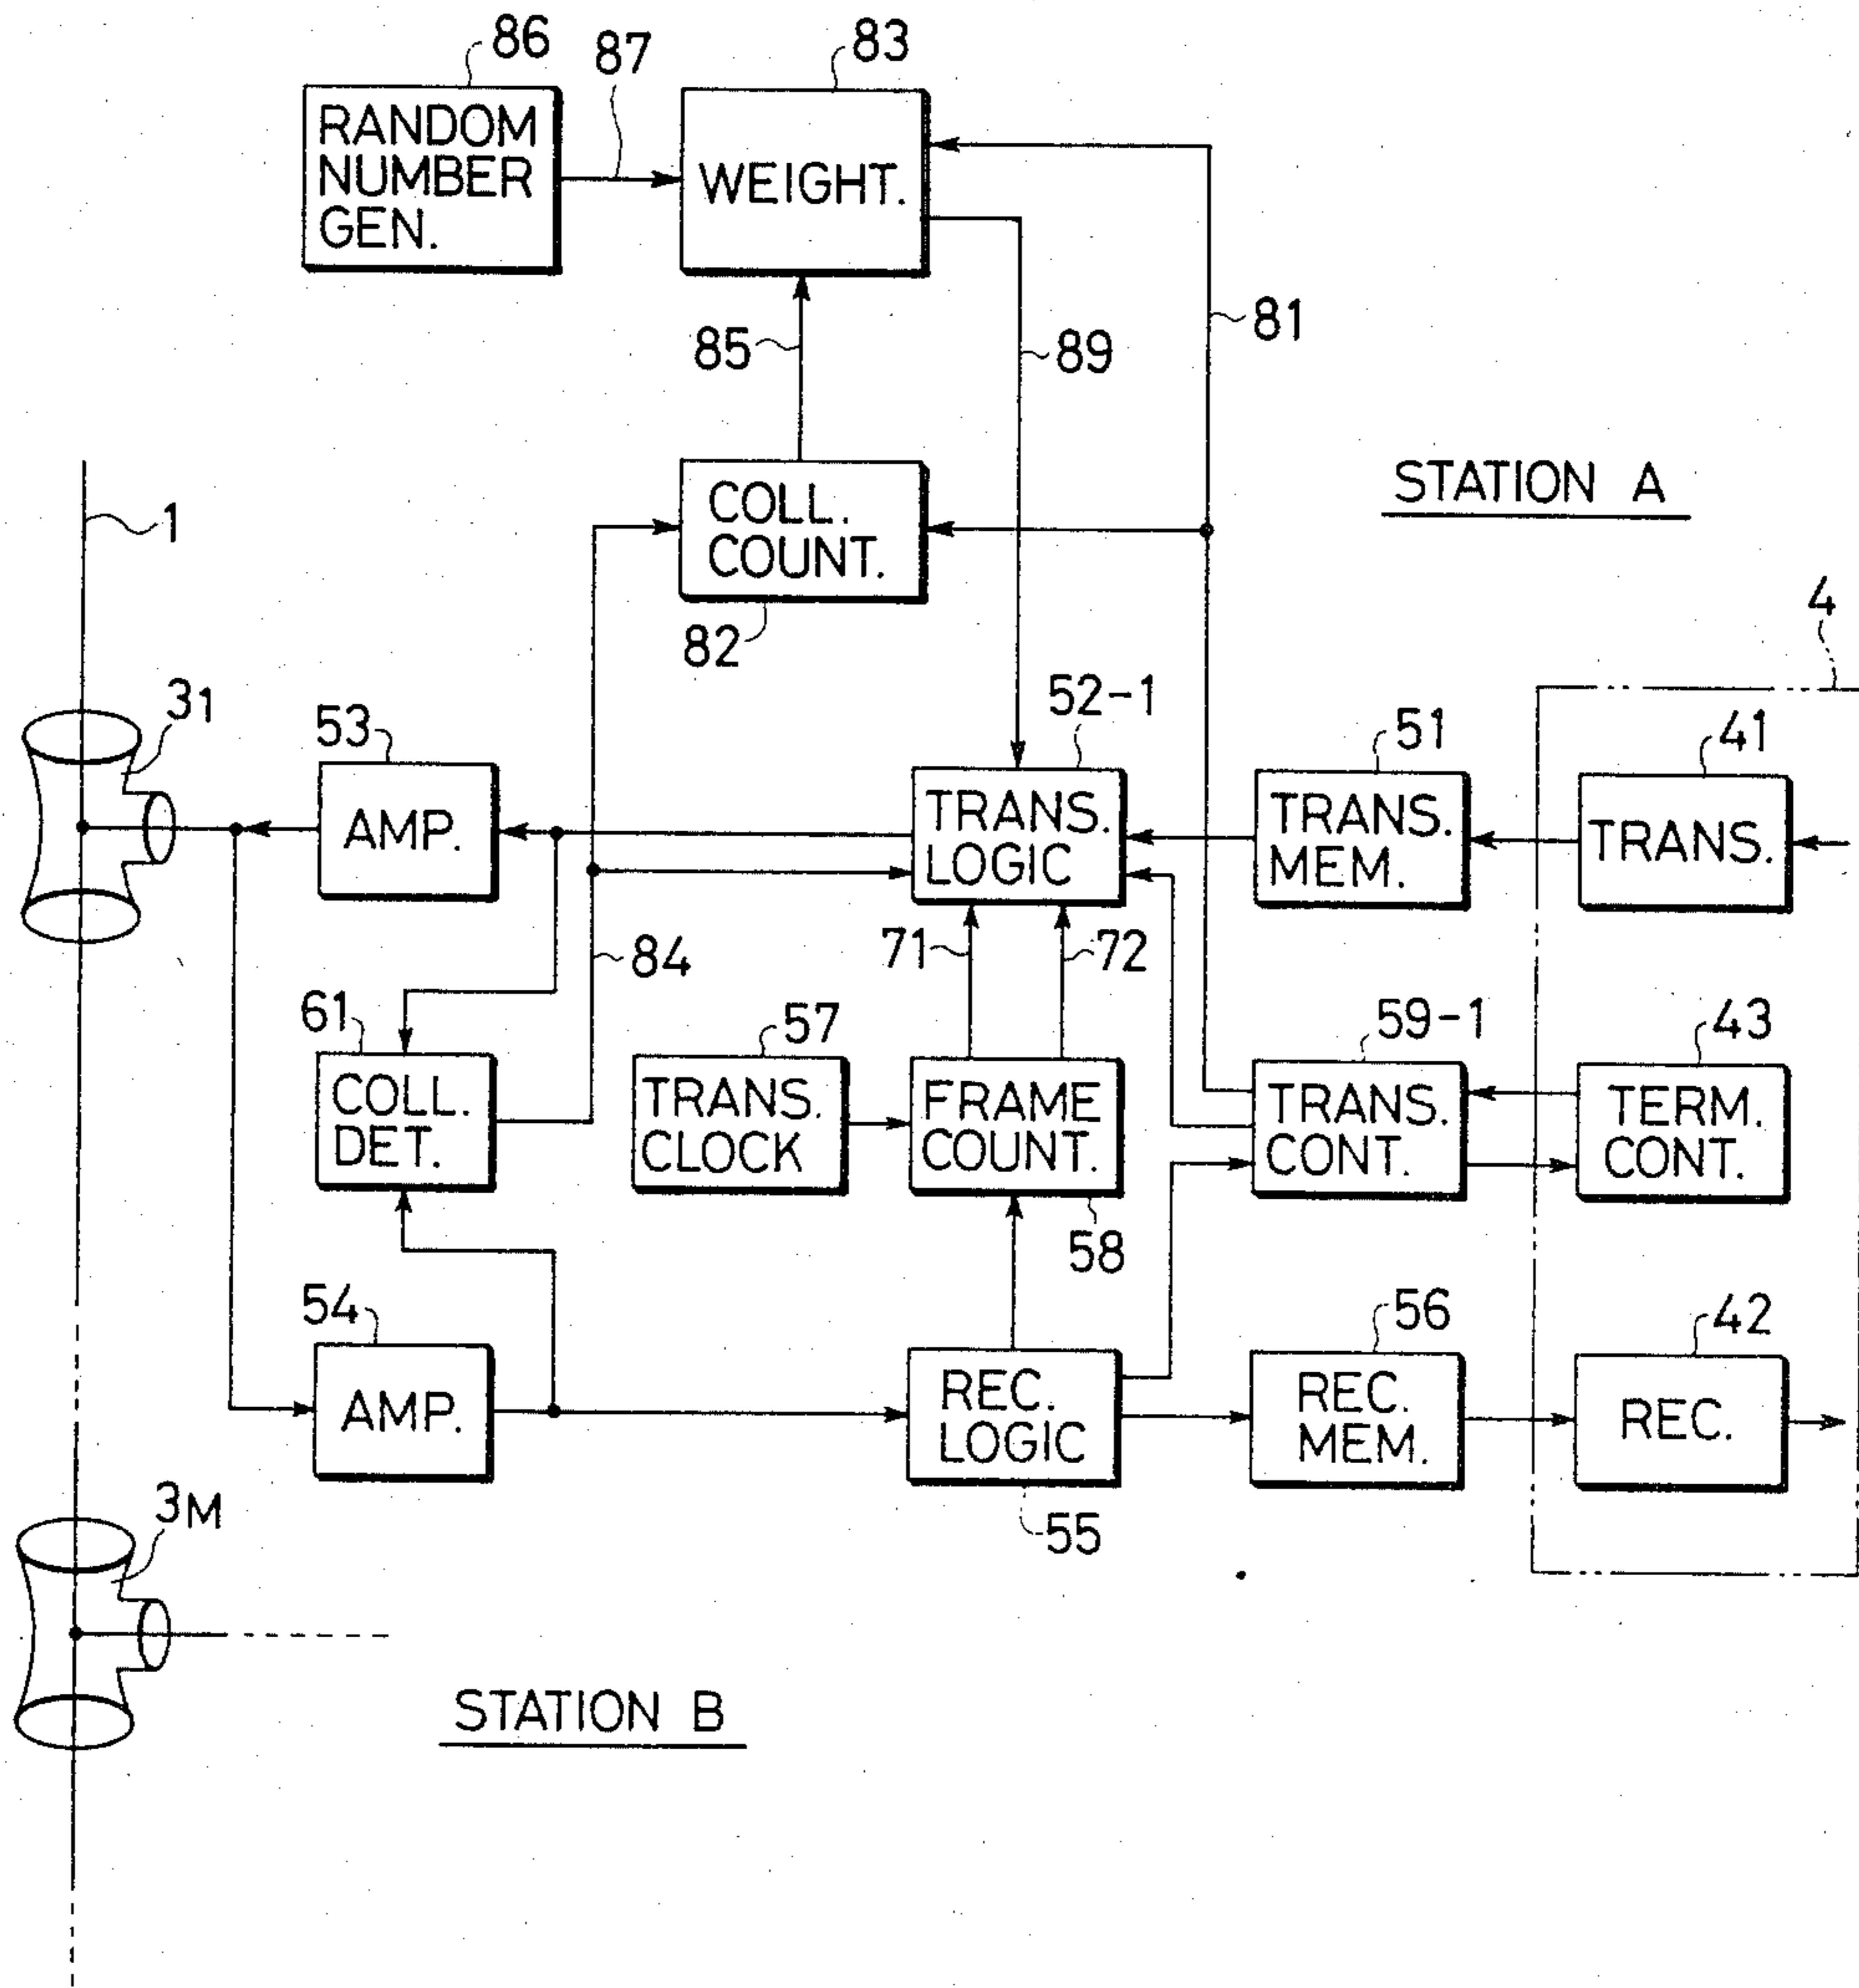 86
87
83
RANDOM
NUMBER
GEN.
WEIGHT.
85
89
81
COLL.
COUNT.
82
STATION A
1
4
31
53
52-1
51
41
AMP.
TRANS.
LOGIC
TRANS.
MEM.
TRANS.
84
71
72
61
57
59-1
43
COLL.
DET.
TRANS.
CLOCK
FRAME
COUNT.
TRANS.
CONT.
TERM.
CONT.
58
54
56
42
AMP.
REC.
LOGIC
REC.
MEM.
REC.
55
3M
STATION B